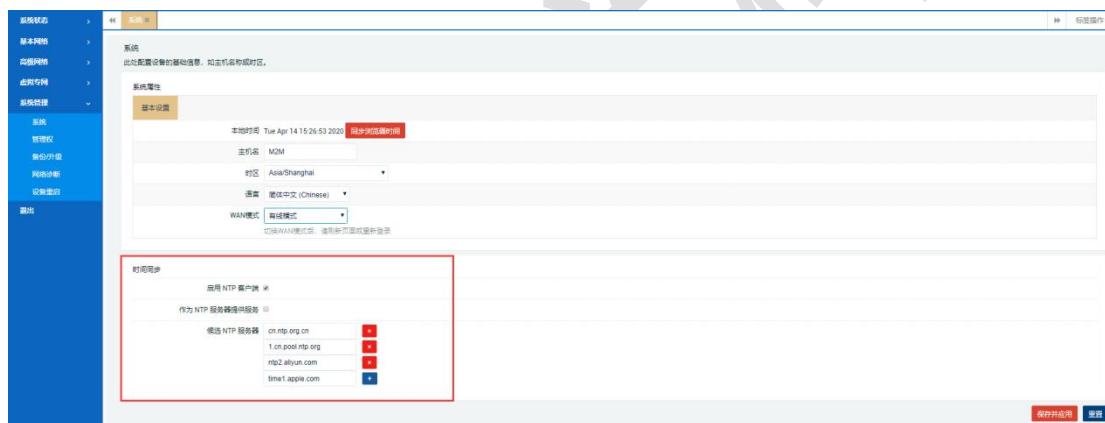 系统状态
基本网络
高级网络
虚拟专网
系统管理
系统
管理权
备份/升级
网络诊断
设备重启
退出
系统
标签操作
系统
此处配置设备的基础信息，如主机名称或时区。
系统属性
基本设置
本地时间 Tue Apr 14 15:26:53 2020 同步浏览器时间
主机名 M2M
时区 Asia/Shanghai
语言 简体中文 (Chinese)
WAN模式 有线模式
切换WAN模式后，请刷新页面或重新登录
时间同步
启用 NTP 客户端
作为 NTP 服务器提供服务
候选 NTP 服务器 cn.ntp.org.cn
1.cn.pool.ntp.org
ntp2.aliyun.com
time1.apple.com
保存并应用 重置